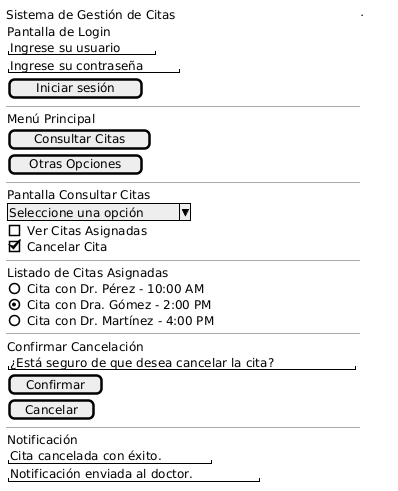 Sistema de Gestión de Citas
.
Pantalla de Login
Ingrese su usuario
Ingrese su contraseña
Iniciar sesión
Menú Principal
Consultar Citas
Otras Opciones
Pantalla Consultar Citas
Seleccione una opción
Ver Citas Asignadas
Cancelar Cita
Listado de Citas Asignadas
Cita con Dr. Pérez - 10:00 AM
Cita con Dra. Gómez - 2:00 PM
Cita con Dr. Martínez - 4:00 PM
Confirmar Cancelación
¿Está seguro de que desea cancelar la cita?
Confirmar
Cancelar
Notificación
Cita cancelada con éxito.
Notificación enviada al doctor.